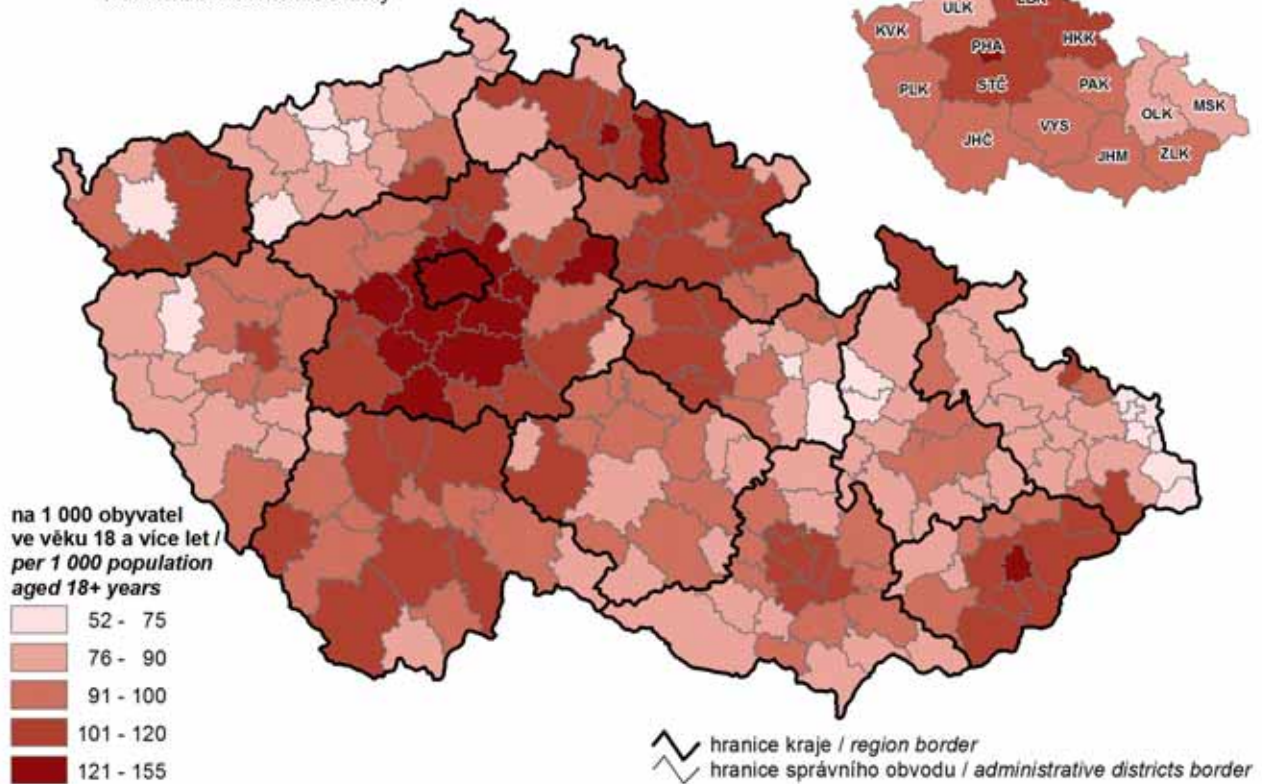 ULK
KVK
PHA
HKK
PLK
STČ
PAK
OLK
MSK
JHČ
VYS
JHM
ZLK
na 1 000 obyvatel
ve věku 18 a více let /
per 1 000 population
aged 18+ years
52 - 75
76 - 90
91 - 100
101 - 120
121 - 155
hranice kraje / region border
hranice správního obvodu / administrative districts border